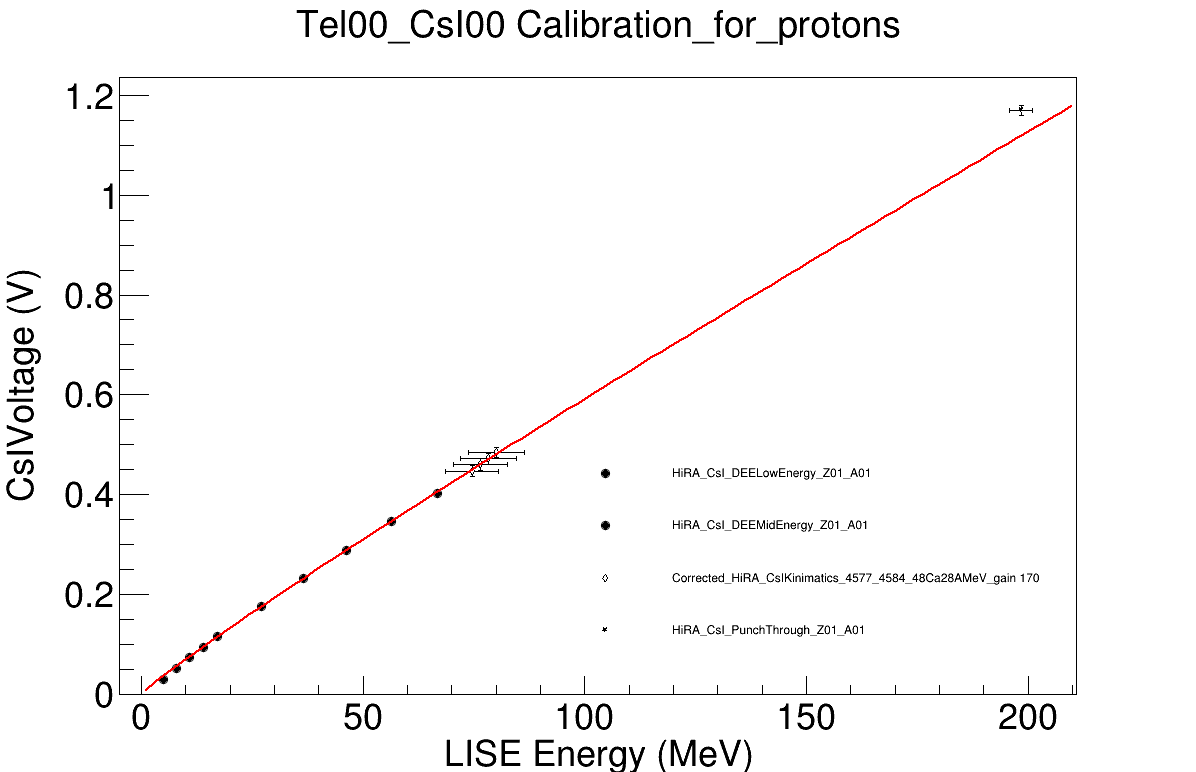 Tel00_CsI00 Calibration_for_protons
CsIVoltage (V)
1.2
1
0.8
0.6
0.4
0.2
0
HiRA_CsI_DEELowEnergy_Z01_A01
HiRA_CsI_DEEMidEnergy_Z01_A01
Corrected_HiRA_CsIKinimatics_4577_4584_48Ca28AMeV_gain 170
HiRA_CsI_PunchThrough_Z01_A01
0 50 100 150 200
LISE Energy (MeV)